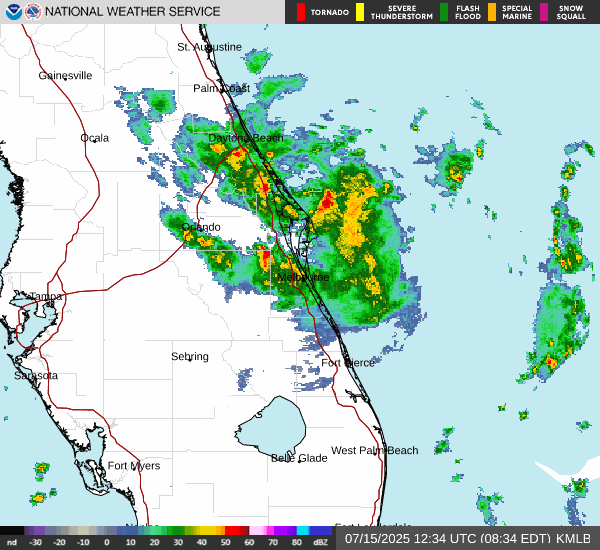 NATIONAL WEATHER SERVICE
TORNADO
SEVERE THUNDERSTORM
FLASH FLOOD
SPECIAL MARINE
SNOW SQUALL
St. Augustine
Gainesville
Palm Coast
Ocala
Daytona Beach
Orlando
Melbourne
Tampa
Sebring
Fort Pierce
Sarasota
West Palm Beach
Belle Glade
Fort Myers
nd -20 -10 0 10 20 30 40 50 60 70 80 dBZ
07/15/2025 12:34 UTC (08:34 EDT) KMLB